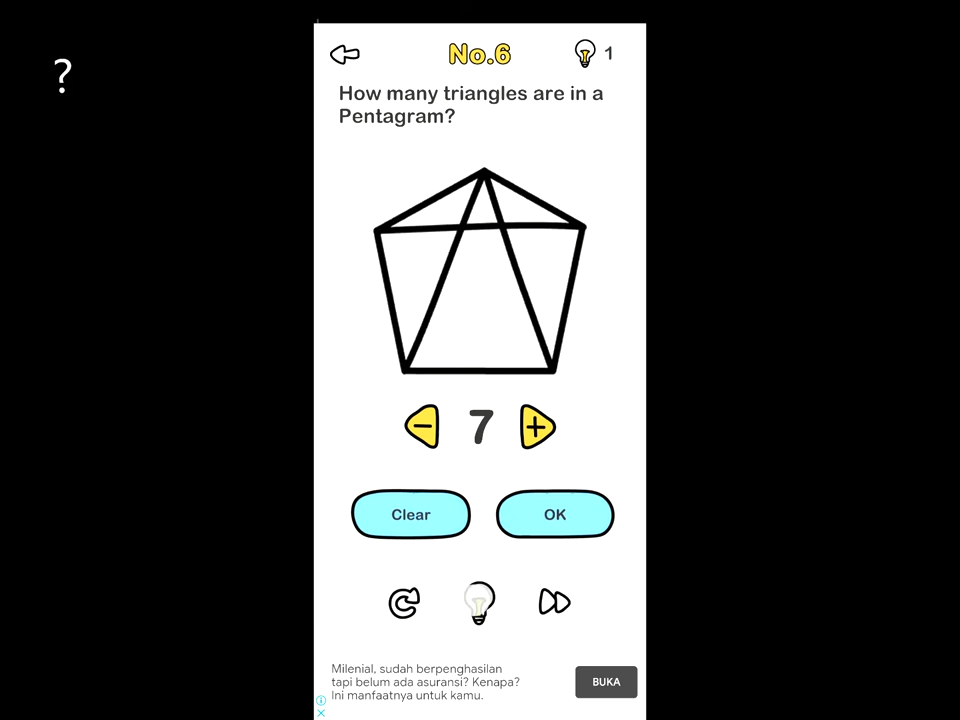 ?
No.6
1
How many triangles are in a
Pentagram?
7
Clear
OK
Milenial, sudah berpenghasilan
tapi belum ada asuransi? Kenapa?
Ini manfaatnya untuk kamu.
BUKA